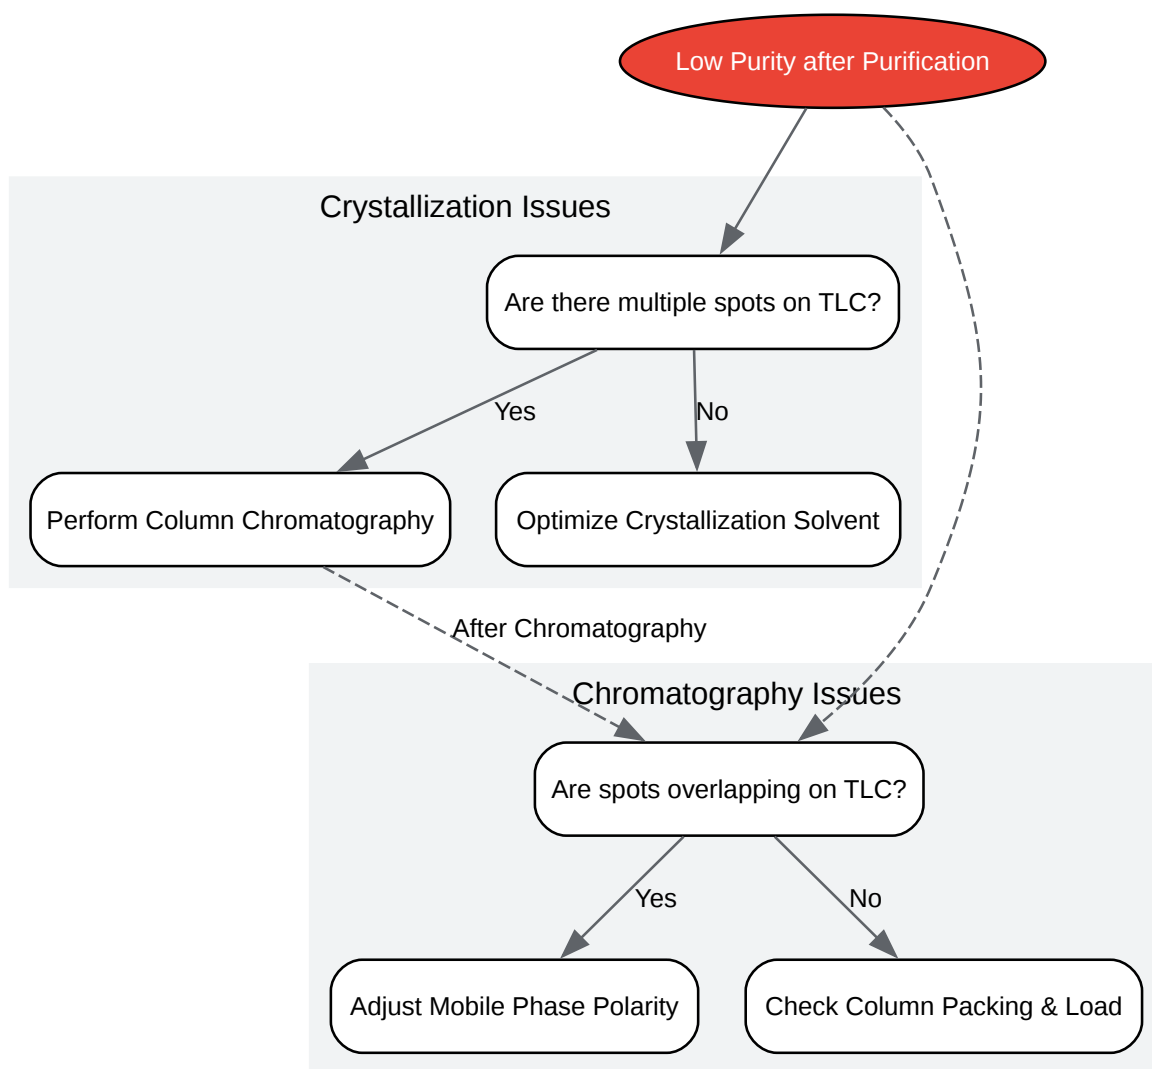 Low Purity after Purification
Crystallization Issues
Are there multiple spots on TLC?
Yes
No
Perform Column Chromatography
Optimize Crystallization Solvent
After Chromatography
Chromatography Issues
Are spots overlapping on TLC?
Yes
No
Adjust Mobile Phase Polarity
Check Column Packing & Load